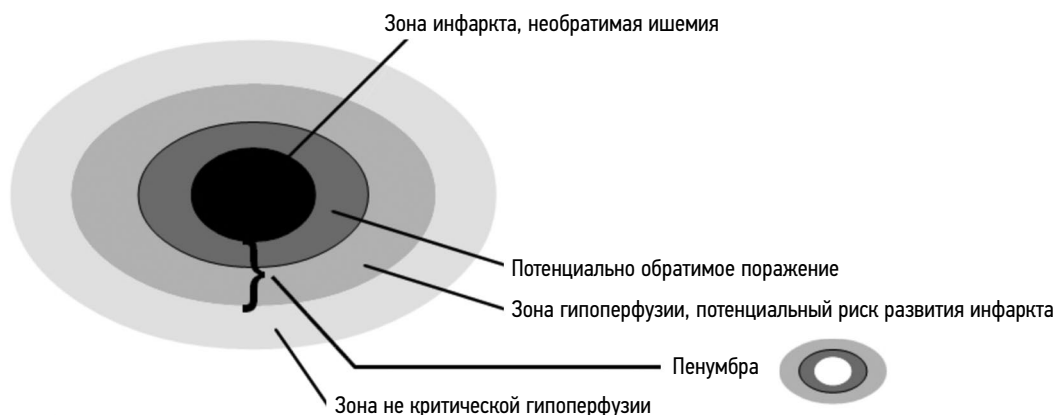 Зона инфаркта, необратимая ишемия
Потенциально обратимое поражение
Зона гипоперфузии, потенциальный риск развития инфаркта
Пенумбра
Зона не критической гипоперфузии